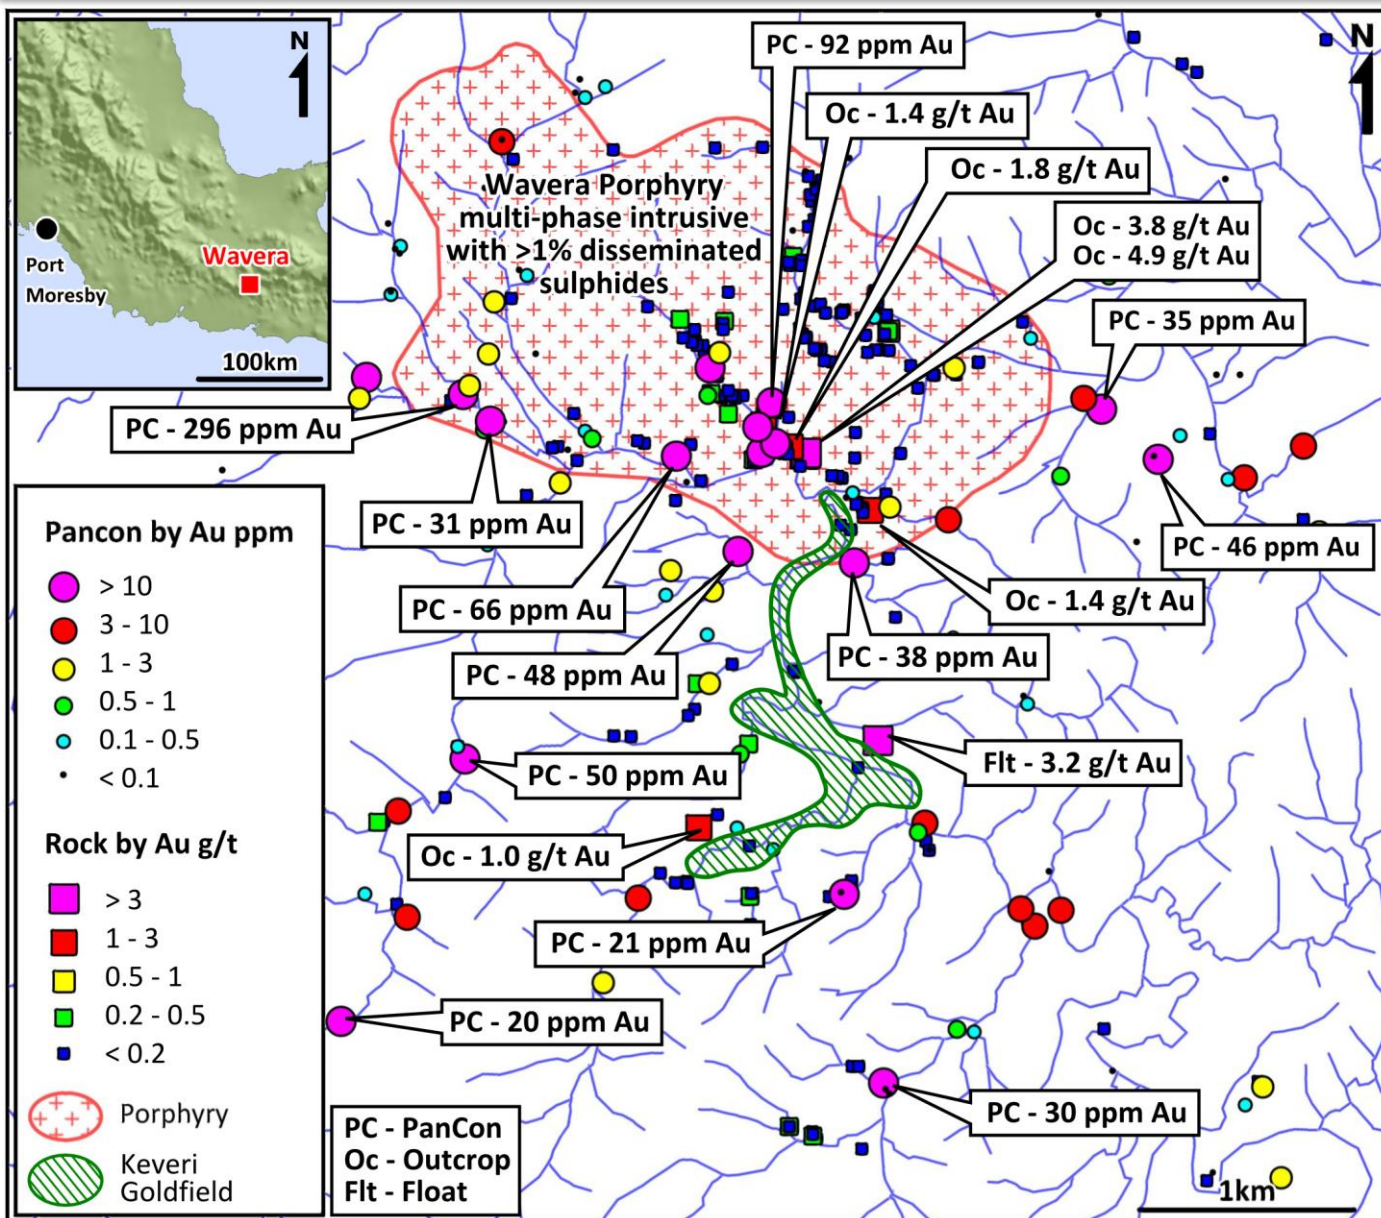 N
Port
Moresby
Wavera
100km
N
PC - 92 ppm Au
Oc - 1.4 g/t Au
Oc - 1.8 g/t Au
Oc - 3.8 g/t Au
Oc - 4.9 g/t Au
PC - 35 ppm Au
Wavera Porphyry
multi-phase intrusive
with >1% disseminated
sulphides
PC - 296 ppm Au
PC - 31 ppm Au
PC - 46 ppm Au
PC - 66 ppm Au
Oc - 1.4 g/t Au
PC - 48 ppm Au
PC - 38 ppm Au
PC - 50 ppm Au
Flt - 3.2 g/t Au
Oc - 1.0 g/t Au
PC - 21 ppm Au
PC - 20 ppm Au
PC - 30 ppm Au
Pancon by Au ppm
> 10
3 - 10
1 - 3
0.5 - 1
0.1 - 0.5
< 0.1
Rock by Au g/t
> 3
1 - 3
0.5 - 1
0.2 - 0.5
< 0.2
Porphyry
Keveri
Goldfield
PC - PanCon
Oc - Outcrop
Flt - Float
1km